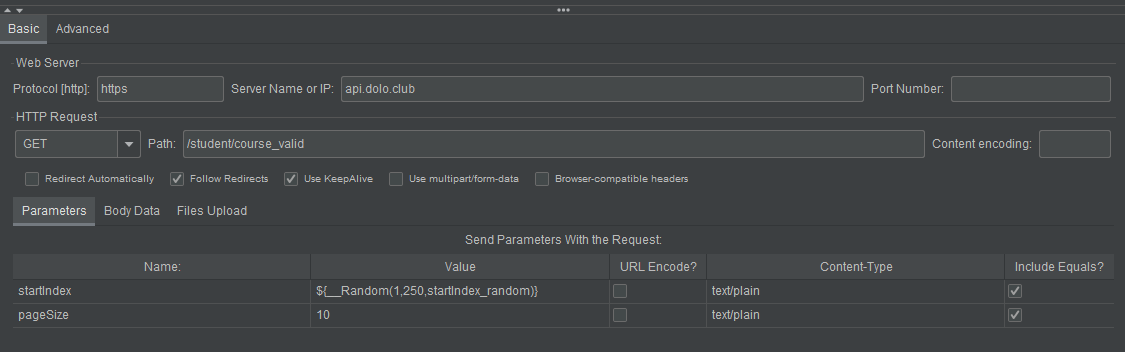 Basic Advanced
Web Server
Protocol [http]: https Server Name or IP: api.dolo.club Port Number:
HTTP Request
GET Path: /student/course_valid Content encoding:
Redirect Automatically Follow Redirects Use KeepAlive Use multipart/form-data Browser-compatible headers
Parameters Body Data Files Upload
Send Parameters With the Request:
Name: Value URL Encode? Content-Type Include Equals?
startIndex ${__Random(1,250,startIndex_random)} text/plain
pageSize 10 text/plain